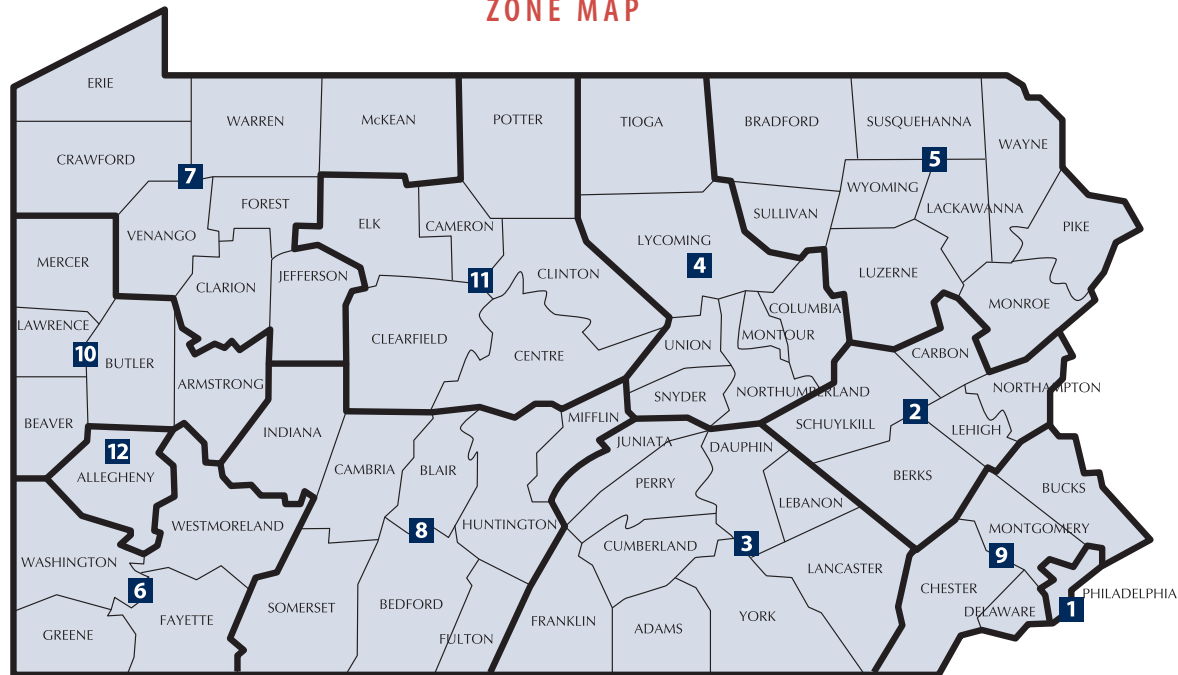 ZONE MAP
ERIE
WARREN
McKEAN
POTTER
TIOGA
BRADFORD
SUSQUEHANNA
WAYNE
CRAWFORD
5
7
WYOMING
FOREST
SULLIVAN
LACKAWANNA
ELK
CAMERON
PIKE
VENANGO
LYCOMING
MERCER
4
JEFFERSON
CLINTON
LUZERNE
11
CLARION
MONROE
COLUMBIA
LAWRENCE
CLEARFIELD
MONTOUR
UNION
10
BUTLER
CENTRE
CARBON
ARMSTRONG
NORTHAMPTON
SNYDER
NORTHUMBERLAND
2
MIFFLIN
BEAVER
SCHUYLKILL
INDIANA
LEHIGH
JUNIATA
DAUPHIN
12
CAMBRIA
BLAIR
ALLEGHENY
BERKS
PERRY
BUCKS
LEBANON
WESTMORELAND
HUNTINGTON
MONTGOMERY
8
CUMBERLAND
3
9
WASHINGTON
LANCASTER
6
CHESTER
PHILADELPHIA
BEDFORD
SOMERSET
1
DELAWARE
YORK
FAYETTE
FRANKLIN
ADAMS
GREENE
FULTON